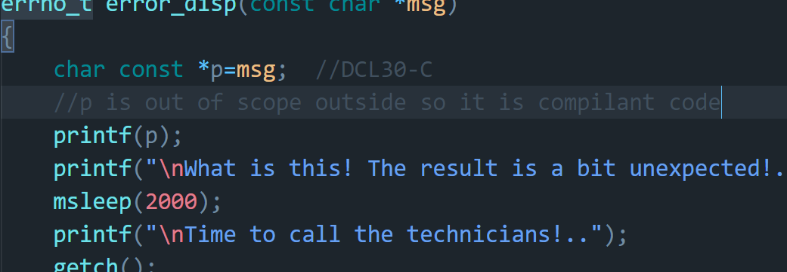 errno_t error_disp(const char *msg)
{
char const *p=msg; //DCL30-C
//p is out of scope outside so it is compilant code
printf(p);
printf("\nWhat is this! The result is a bit unexpected!.
msleep(2000);
printf("\nTime to call the technicians!..");
getch();